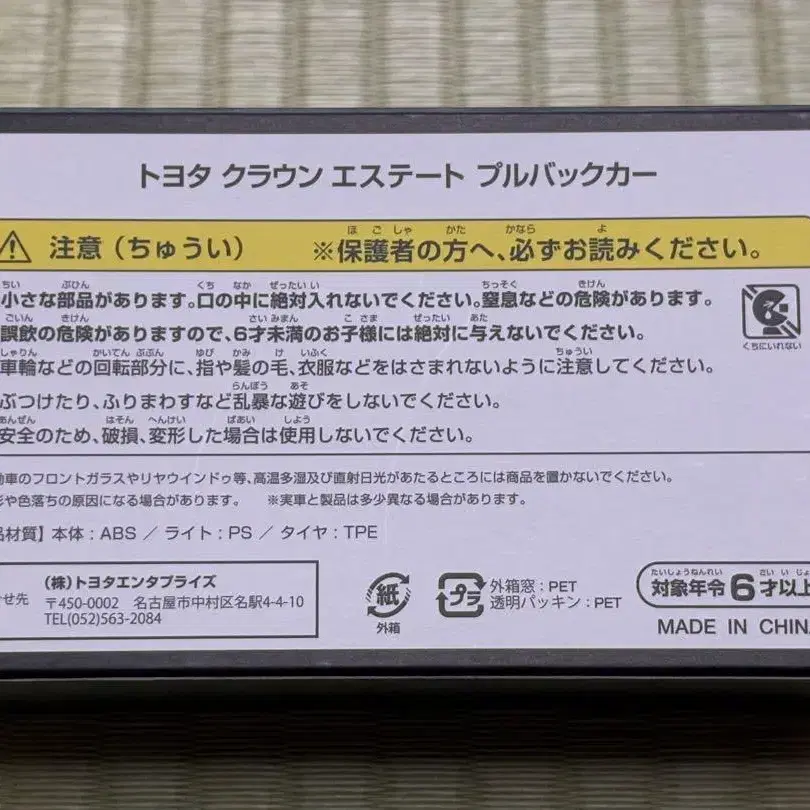 トヨタ クラウン エステート プルバックカー
注意（ちゅうい） ※保護者の方へ、必ずお読みください。
小さな部品があります。口の中に絶対入れないでください。窒息などの危険があります。
誤飲の危険がありますので、6才未満のお子様には絶対に与えないでください。
車輪などの回転部分に、指や髪の毛、衣服などをはさまれないように注意してください。
ぶつけたり、ふりまわすなど乱暴な遊びをしないでください。
安全のため、破損、変形した場合は使用しないでください。
くちにいれない
動車のフロントガラスやリヤウインドゥ等、高温多湿及び直射日光があたるところには商品を置かないでください。
や色落ちの原因になる場合があります。 ※実車と製品は多少異なる場合があります。
材質】本体：ABS ／ ライト：PS ／ タイヤ：TPE
せ先
（株）トヨタエンタプライズ
〒450-0002 名古屋市中村区名駅4-4-10
TEL(052)563-2084
紙
外箱
プラ
外箱窓：PET
透明パッキン：PET
対象年令6才以上
MADE IN CHINA